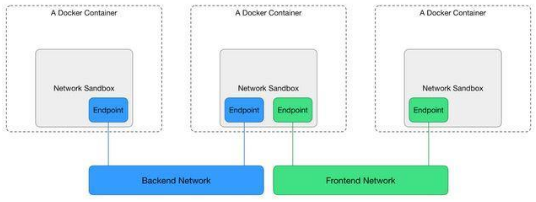 A Docker Container
A Docker Container
A Docker Container
Network Sandbox
Network Sandbox
Network Sandbox
Endpoint
Endpoint
Endpoint
Endpoint
Backend Network
Frontend Network